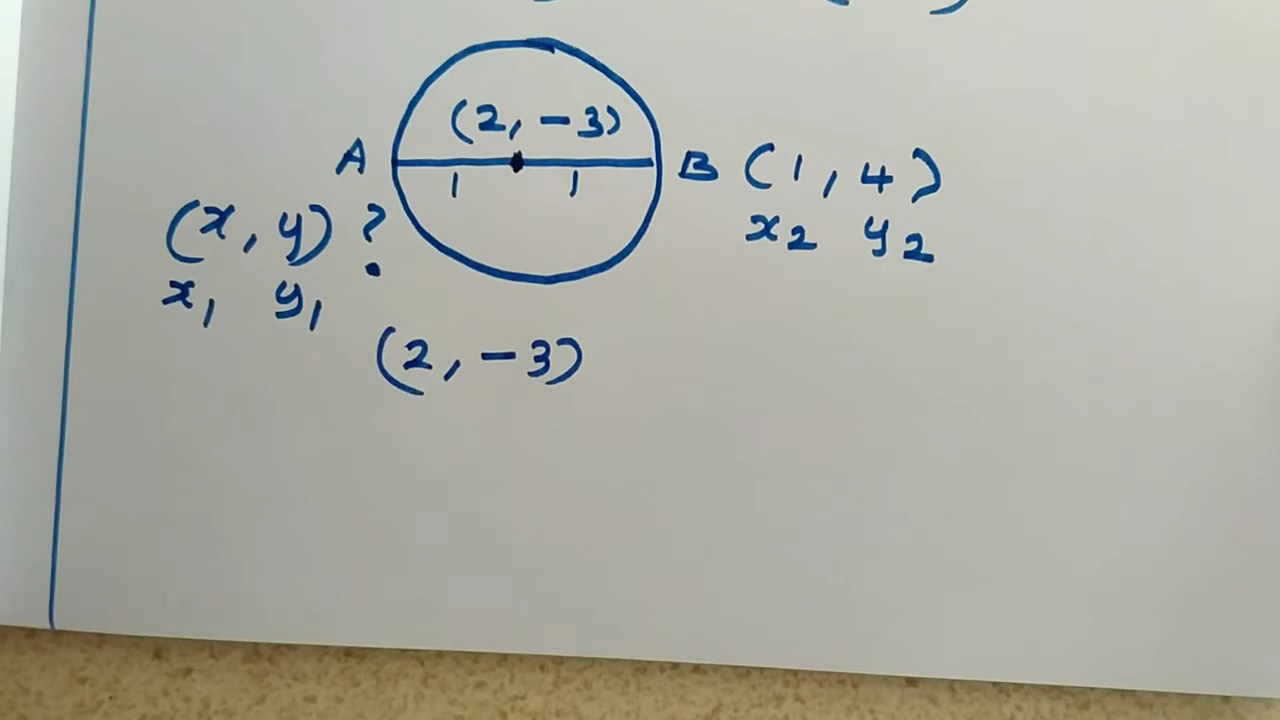 (2, -3)
A B (1, 4)
1 1
(x, y) ? x₂ y₂
x₁ y₁
(2, -3)